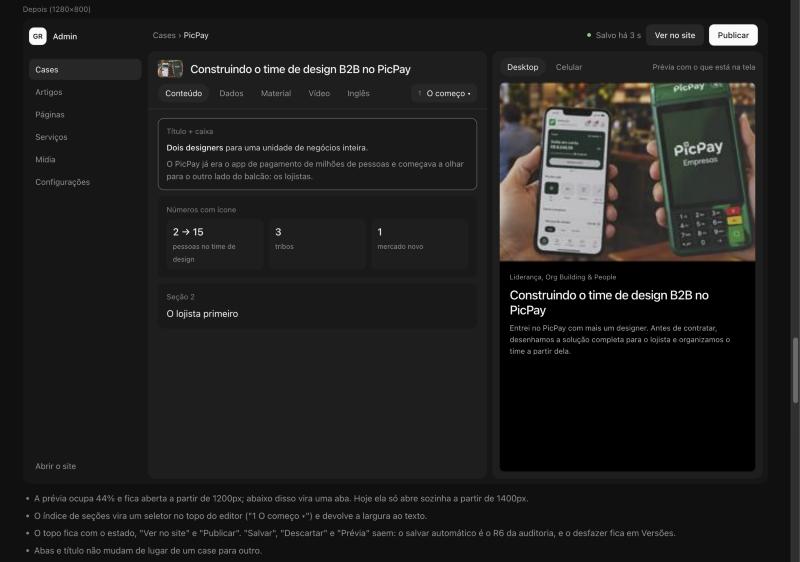 Depois (1280×800)
GR Admin
Cases › PicPay
Salvo há 3 s
Ver no site
Publicar
Cases
Artigos
Páginas
Serviços
Mídia
Configurações
Abrir o site
Construindo o time de design B2B no PicPay
Conteúdo Dados Material Vídeo Inglês
1 O começo ▾
Título + caixa
Dois designers para uma unidade de negócios inteira.
O PicPay já era o app de pagamento de milhões de pessoas e começava a olhar
para o outro lado do balcão: os lojistas.
Números com ícone
2 → 15
pessoas no time de
design
3
tribos
1
mercado novo
Seção 2
O lojista primeiro
Desktop Celular
Prévia com o que está na tela
PicPay
PicPay
Empresas
Liderança, Org Building & People
Construindo o time de design B2B no
PicPay
Entrei no PicPay com mais um designer. Antes de contratar,
desenhamos a solução completa para o lojista e organizamos o
time a partir dela.
• A prévia ocupa 44% e fica aberta a partir de 1200px; abaixo disso vira uma aba. Hoje ela só abre sozinha a partir de 1400px.
• O índice de seções vira um seletor no topo do editor ("1 O começo ▾") e devolve a largura ao texto.
• O topo fica com o estado, "Ver no site" e "Publicar". "Salvar", "Descartar" e "Prévia" saem: o salvar automático é o R6 da auditoria, e o desfazer fica em Versões.
• Abas e título não mudam de lugar de um case para outro.